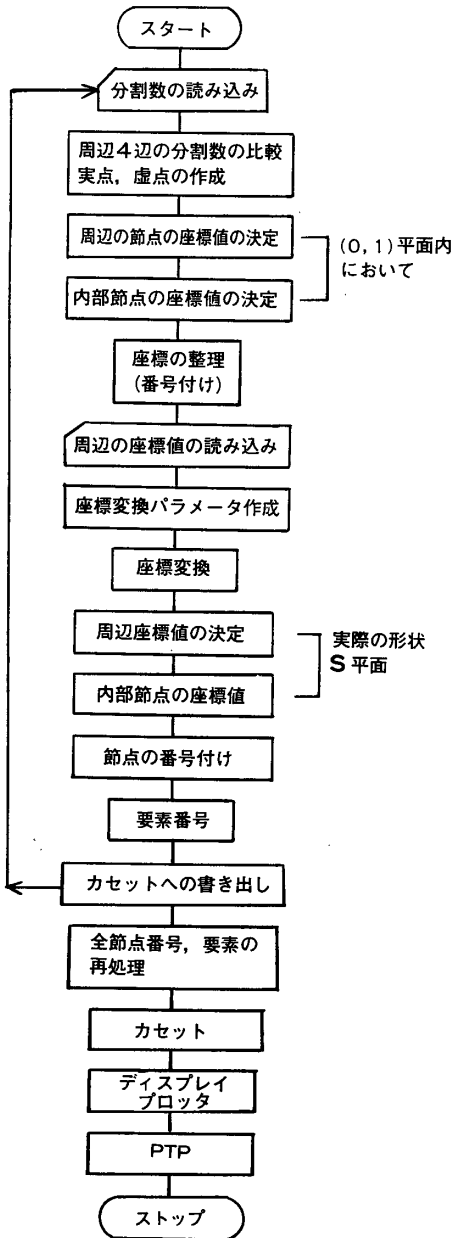 スタート
分割数の読み込み
周辺4辺の分割数の比較
実点,虚点の作成
周辺の節点の座標値の決定
(0,1)平面内
において
内部節点の座標値の決定
座標の整理
(番号付け)
周辺の座標値の読み込み
座標変換パラメータ作成
座標変換
周辺座標値の決定
実際の形状
S平面
内部節点の座標値
節点の番号付け
要素番号
カセットへの書き出し
全節点番号,要素の
再処理
カセット
ディスプレイ
プロッタ
PTP
ストップ